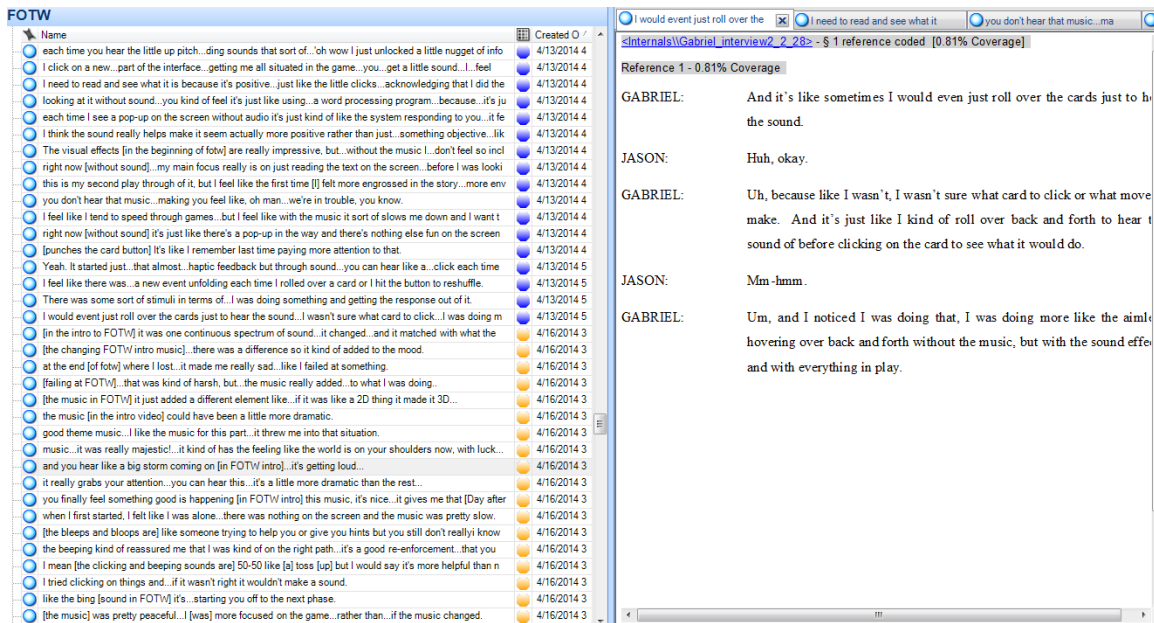 FOTW
Name Created O
each time you hear the little up pitch...ding sounds that sort of...'oh wow I just unlocked a little nugget of info 4/13/2014 4
I click on a new...part of the interface...getting me all situated in the game...you...get a little sound...I...feel 4/13/2014 4
I need to read and see what it is because it's positive...just like the little clicks...acknowledging that I did the 4/13/2014 4
looking at it without sound...you kind of feel it's just like using...a word processing program...because...it's ju 4/13/2014 4
each time I see a pop-up on the screen without audio it's just kind of like the system responding to you...it fe 4/13/2014 4
I think the sound really helps make it seem actually more positive rather than just...something objective...lik 4/13/2014 4
The visual effects [in the beginning of fotw] are really impressive, but...without the music I...don't feel so incl 4/13/2014 4
right now [without sound]...my main focus really is on just reading the text on the screen...before I was looki 4/13/2014 4
this is my second play through of it, but I feel like the first time [I] felt more engrossed in the story...more env 4/13/2014 4
you don't hear that music...making you feel like, oh man...we're in trouble, you know. 4/13/2014 4
I feel like I tend to speed through games...but I feel like with the music it sort of slows me down and I want t 4/13/2014 4
right now [without sound] it's just like there's a pop-up in the way and there's nothing else fun on the screen 4/13/2014 4
[punches the card button] It's like I remember last time paying more attention to that. 4/13/2014 4
Yeah. It started just...that almost...haptic feedback but through sound...you can hear like a...click each time 4/13/2014 5
I feel like there was...a new event unfolding each time I rolled over a card or I hit the button to reshuffle. 4/13/2014 5
There was some sort of stimuli in terms of...I was doing something and getting the response out of it. 4/13/2014 5
I would event just roll over the cards just to hear the sound...I wasn't sure what card to click...I was doing m 4/13/2014 5
[in the intro to FOTW] it was one continuous spectrum of sound...it changed...and it matched with what the 4/16/2014 3
[the changing FOTW intro music]...there was a difference so it kind of added to the mood. 4/16/2014 3
at the end [of fotw] where I lost...it made me really sad...like I failed at something. 4/16/2014 3
[failing at FOTW]...that was kind of harsh, but...the music really added...to what I was doing.. 4/16/2014 3
[the music in FOTW] it just added a different element like...if it was like a 2D thing it made it 3D... 4/16/2014 3
the music [in the intro video] could have been a little more dramatic. 4/16/2014 3
good theme music...I like the music for this part...it threw me into that situation. 4/16/2014 3
music...it was really majestic!...it kind of has the feeling like the world is on your shoulders now, with luck... 4/16/2014 3
and you hear like a big storm coming on [in FOTW intro]...it's getting loud... 4/16/2014 3
it really grabs your attention...you can hear this...it's a little more dramatic than the rest... 4/16/2014 3
you finally feel something good is happening [in FOTW intro] this music, it's nice...it gives me that [Day after 4/16/2014 3
when I first started, I felt like I was alone...there was nothing on the screen and the music was pretty slow. 4/16/2014 3
[the bleeps and bloops are] like someone trying to help you or give you hints but you still don't reallyi know 4/16/2014 3
the beeping kind of reassured me that I was kind of on the right path...it's a good re-enforcement...that you 4/16/2014 3
I mean [the clicking and beeping sounds are] 50-50 like [a] toss [up] but I would say it's more helpful than n 4/16/2014 3
I tried clicking on things and...if it wasn't right it wouldn't make a sound. 4/16/2014 3
like the bing [sound in FOTW] it's...starting you off to the next phase. 4/16/2014 3
[the music] was pretty peaceful...I [was] more focused on the game...rather than...if the music changed. 4/16/2014 3
I would event just roll over the I need to read and see what it you don't hear that music...ma
<Internals\\Gabriel_interview2_2_28> - § 1 reference coded [0.81% Coverage]
Reference 1 - 0.81% Coverage
GABRIEL: And it's like sometimes I would even just roll over the cards just to he
the sound.
JASON: Huh, okay.
GABRIEL: Uh, because like I wasn't, I wasn't sure what card to click or what move
make. And it's just like I kind of roll over back and forth to hear t
sound of before clicking on the card to see what it would do.
JASON: Mm-hmm.
GABRIEL: Um, and I noticed I was doing that, I was doing more like the aimle
hovering over back and forth without the music, but with the sound effe
and with everything in play.